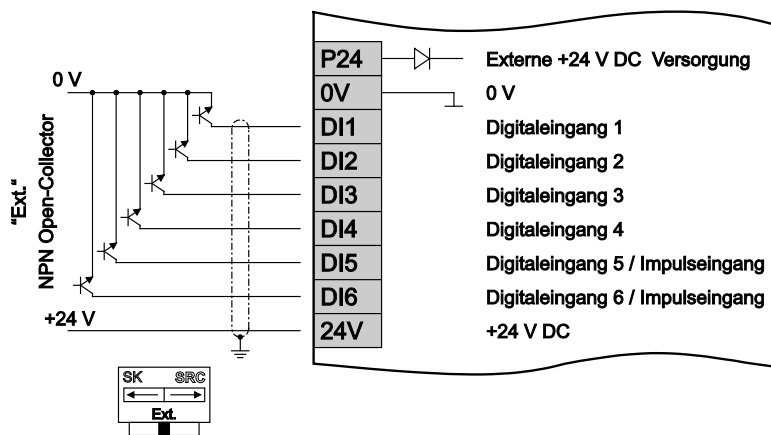 P24 Externe +24 V DC Versorgung
0 V 0V 0 V
DI1 Digitaleingang 1
DI2 Digitaleingang 2
DI3 Digitaleingang 3
DI4 Digitaleingang 4
DI5 Digitaleingang 5 / Impulseingang
DI6 Digitaleingang 6 / Impulseingang
+24 V 24V +24 V DC
"Ext."
NPN Open-Collector
SK SRC
Ext.